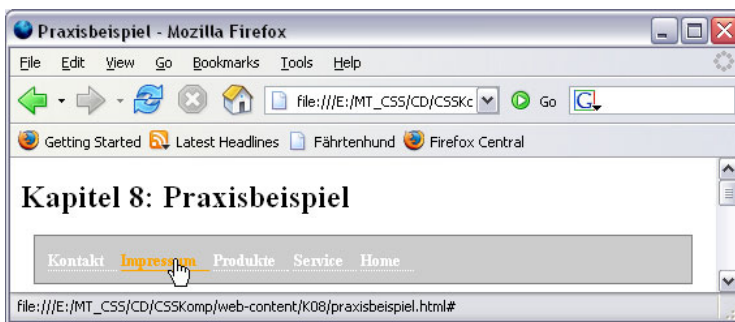 Praxisbeispiel - Mozilla Firefox
File Edit View Go Bookmarks Tools Help
file:///E:/MT_CSS/CD/CSSKc Go G
Getting Started Latest Headlines Fährtenhund Firefox Central
Kapitel 8: Praxisbeispiel
Kontakt Impressum Produkte Service Home
file:///E:/MT_CSS/CD/CSSKomp/web-content/K08/praxisbeispiel.html#